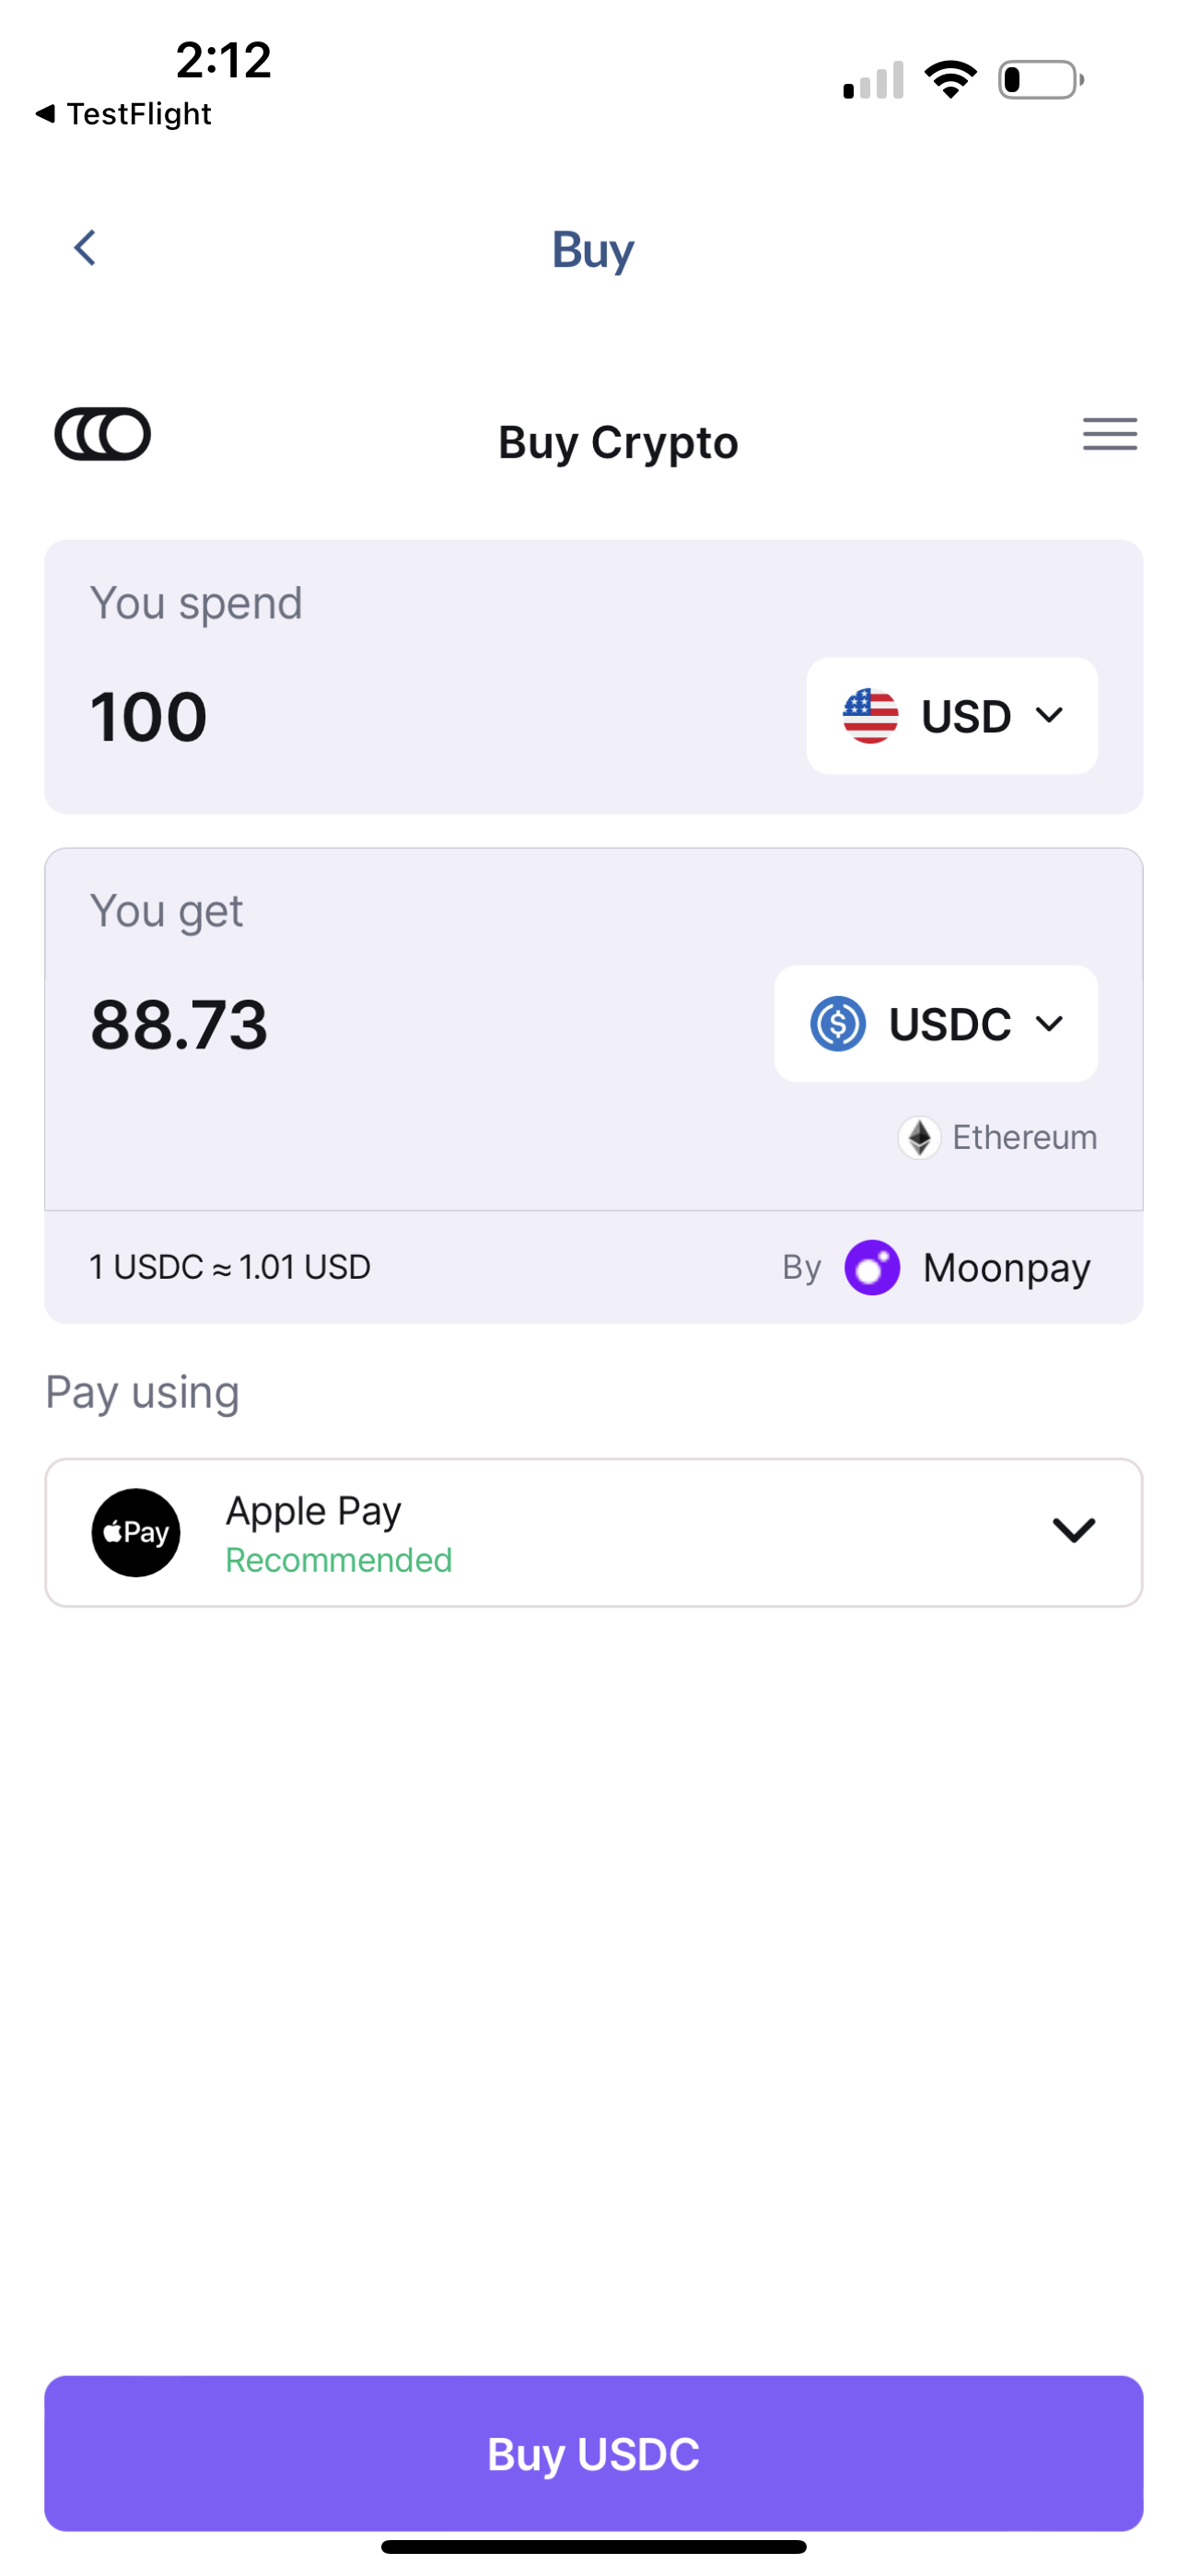 2:12
◀ TestFlight
Buy
Buy Crypto
You spend
100
USD
You get
88.73
USDC
Ethereum
1 USDC ≈ 1.01 USD
By Moonpay
Pay using
Pay
Apple Pay
Recommended
Buy USDC